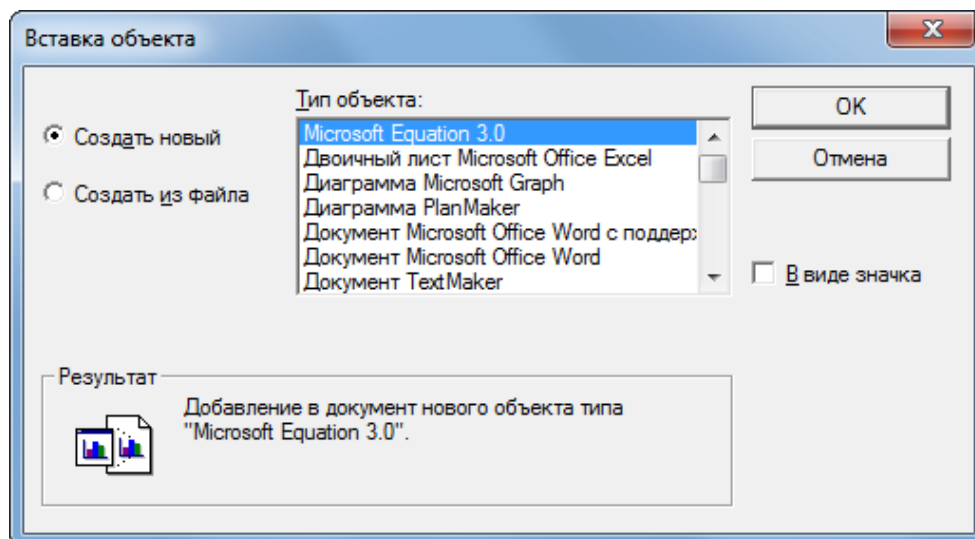 Вставка объекта
Тип объекта:
Создать новый
Создать из файла
Microsoft Equation 3.0
Двоичный лист Microsoft Office Excel
Диаграмма Microsoft Graph
Диаграмма PlanMaker
Документ Microsoft Office Word с поддер
Документ Microsoft Office Word
Документ TextMaker
OK
Отмена
В виде значка
Результат
Добавление в документ нового объекта типа
"Microsoft Equation 3.0".